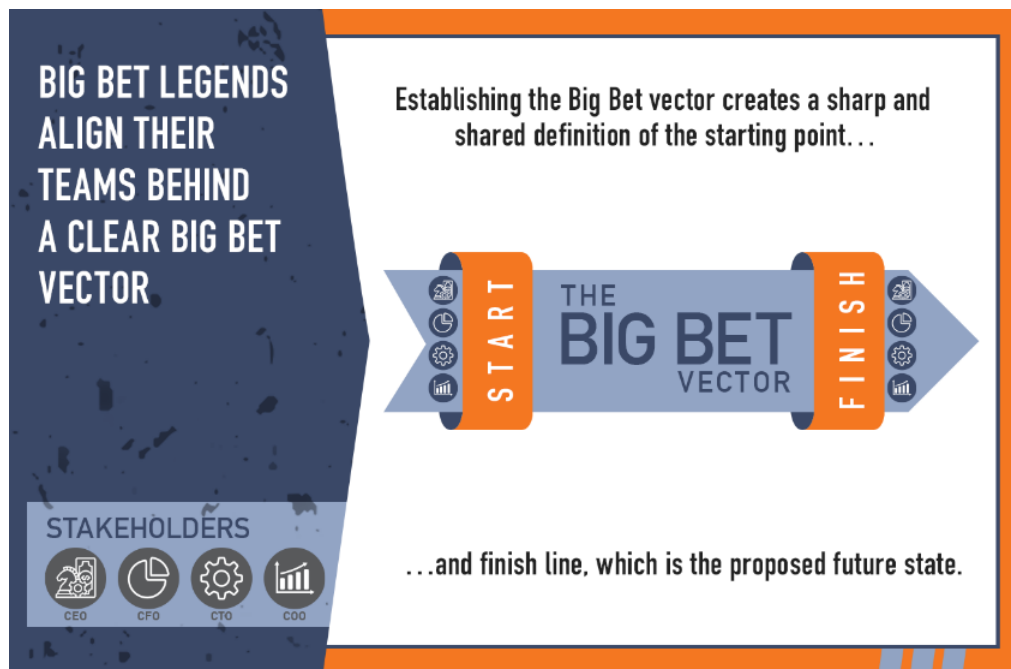 BIG BET LEGENDS
ALIGN THEIR
TEAMS BEHIND
A CLEAR BIG BET
VECTOR
Establishing the Big Bet vector creates a sharp and
shared definition of the starting point...
START
THE
BIG BET
VECTOR
FINISH
...and finish line, which is the proposed future state.
STAKEHOLDERS
CEO
CFO
CTO
COO